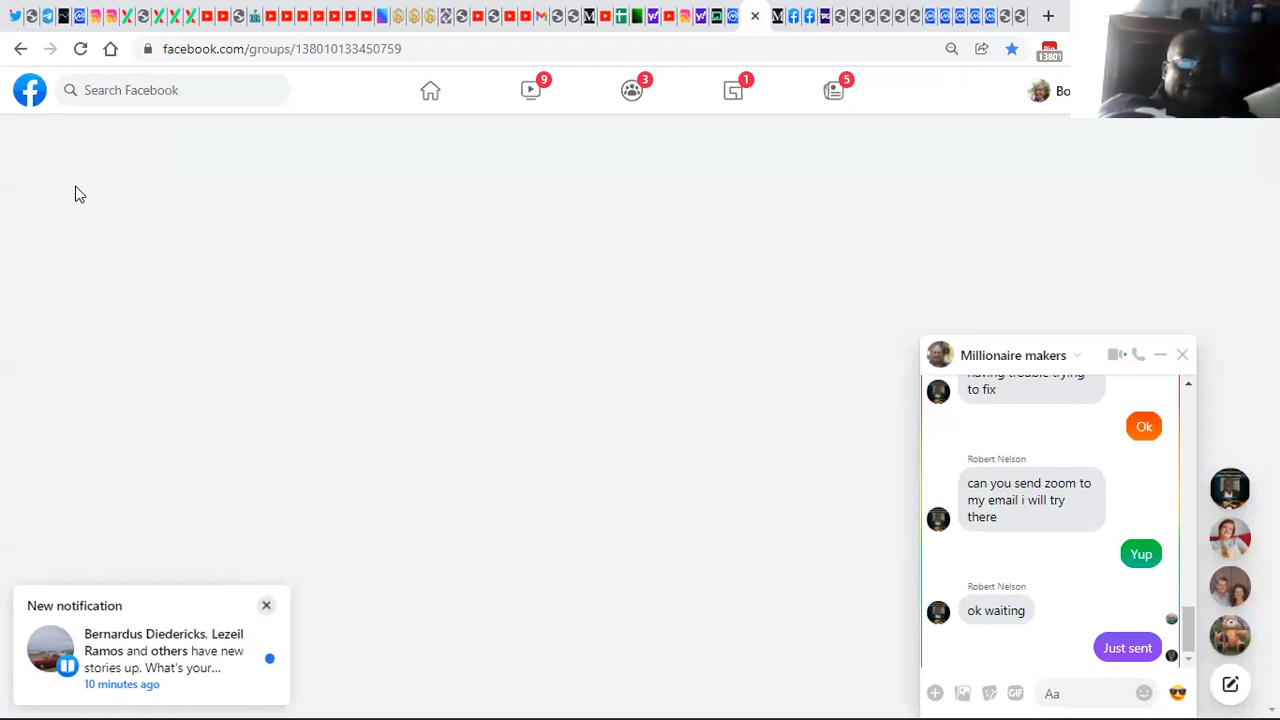 facebook.com/groups/138010133450759
13801
Search Facebook
9
3
1
5
Bo
Millionaire makers
having trouble trying
to fix
Ok
Robert Nelson
can you send zoom to
my email i will try
there
Yup
Robert Nelson
ok waiting
Just sent
GIF
Aa
New notification
Bernardus Diedericks, Lezeil
Ramos and others have new
stories up. What's your...
10 minutes ago